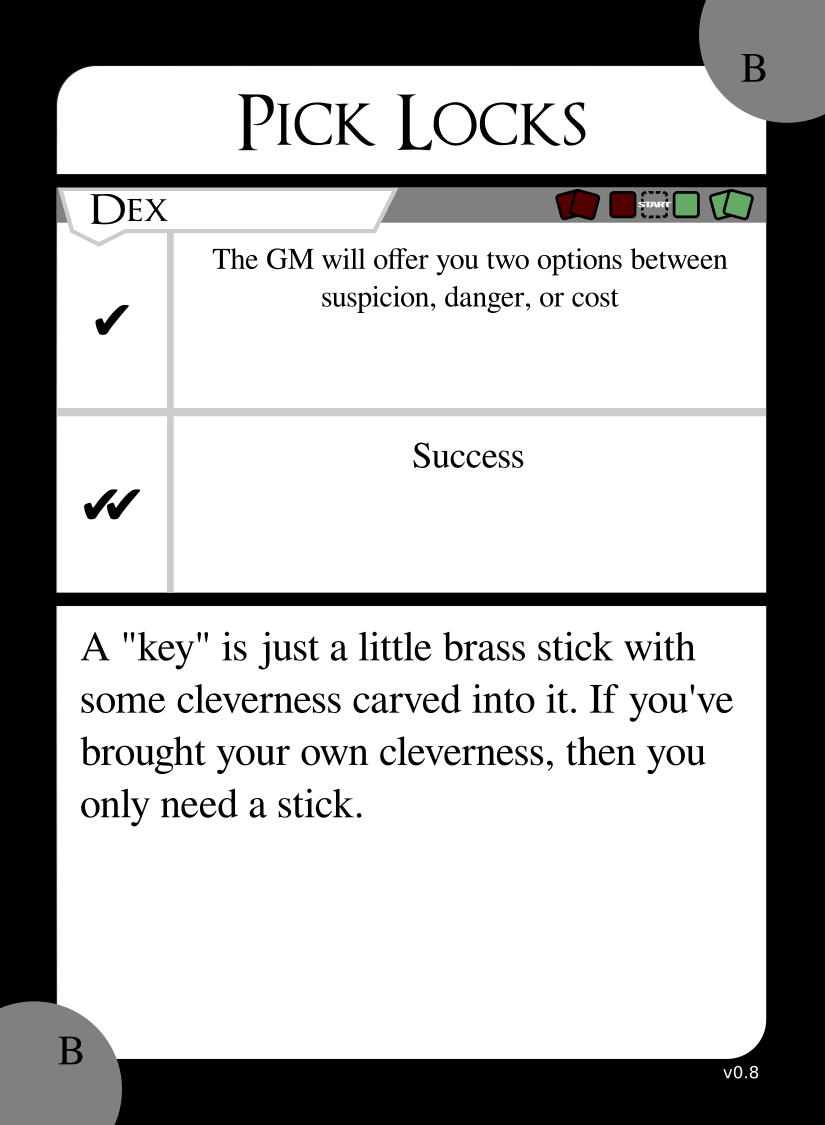 B
Pick Locks
Dex
START
✔
The GM will offer you two options between
suspicion, danger, or cost
✔✔
Success
A "key" is just a little brass stick with
some cleverness carved into it. If you've
brought your own cleverness, then you
only need a stick.
B
v0.8